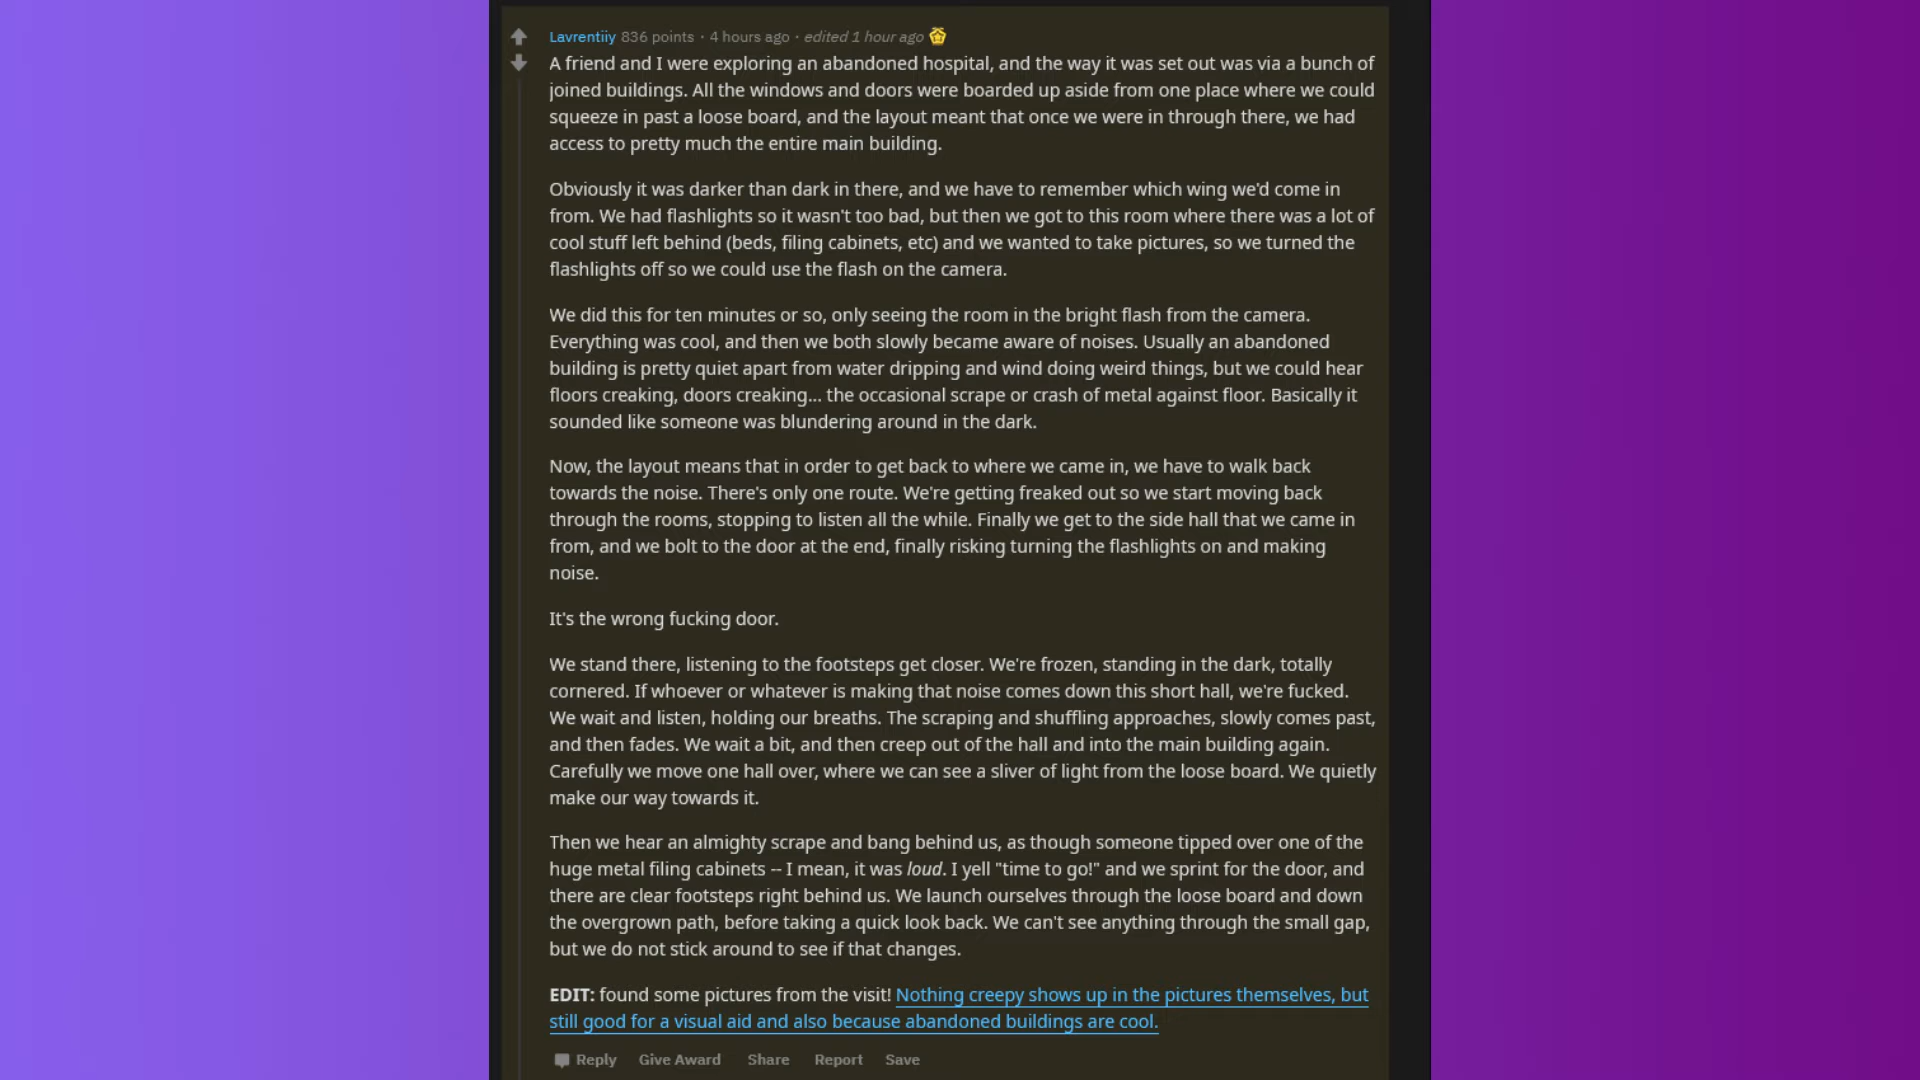 Lavrentiiy 836 points · 4 hours ago · edited 1 hour ago
A friend and I were exploring an abandoned hospital, and the way it was set out was via a bunch of
joined buildings. All the windows and doors were boarded up aside from one place where we could
squeeze in past a loose board, and the layout meant that once we were in through there, we had
access to pretty much the entire main building.
Obviously it was darker than dark in there, and we have to remember which wing we'd come in
from. We had flashlights so it wasn't too bad, but then we got to this room where there was a lot of
cool stuff left behind (beds, filing cabinets, etc) and we wanted to take pictures, so we turned the
flashlights off so we could use the flash on the camera.
We did this for ten minutes or so, only seeing the room in the bright flash from the camera.
Everything was cool, and then we both slowly became aware of noises. Usually an abandoned
building is pretty quiet apart from water dripping and wind doing weird things, but we could hear
floors creaking, doors creaking... the occasional scrape or crash of metal against floor. Basically it
sounded like someone was blundering around in the dark.
Now, the layout means that in order to get back to where we came in, we have to walk back
towards the noise. There's only one route. We're getting freaked out so we start moving back
through the rooms, stopping to listen all the while. Finally we get to the side hall that we came in
from, and we bolt to the door at the end, finally risking turning the flashlights on and making
noise.
It's the wrong fucking door.
We stand there, listening to the footsteps get closer. We're frozen, standing in the dark, totally
cornered. If whoever or whatever is making that noise comes down this short hall, we're fucked.
We wait and listen, holding our breaths. The scraping and shuffling approaches, slowly comes past,
and then fades. We wait a bit, and then creep out of the hall and into the main building again.
Carefully we move one hall over, where we can see a sliver of light from the loose board. We quietly
make our way towards it.
Then we hear an almighty scrape and bang behind us, as though someone tipped over one of the
huge metal filing cabinets -- I mean, it was loud. I yell "time to go!" and we sprint for the door, and
there are clear footsteps right behind us. We launch ourselves through the loose board and down
the overgrown path, before taking a quick look back. We can't see anything through the small gap,
but we do not stick around to see if that changes.
EDIT: found some pictures from the visit! Nothing creepy shows up in the pictures themselves, but
still good for a visual aid and also because abandoned buildings are cool.
Reply Give Award Share Report Save